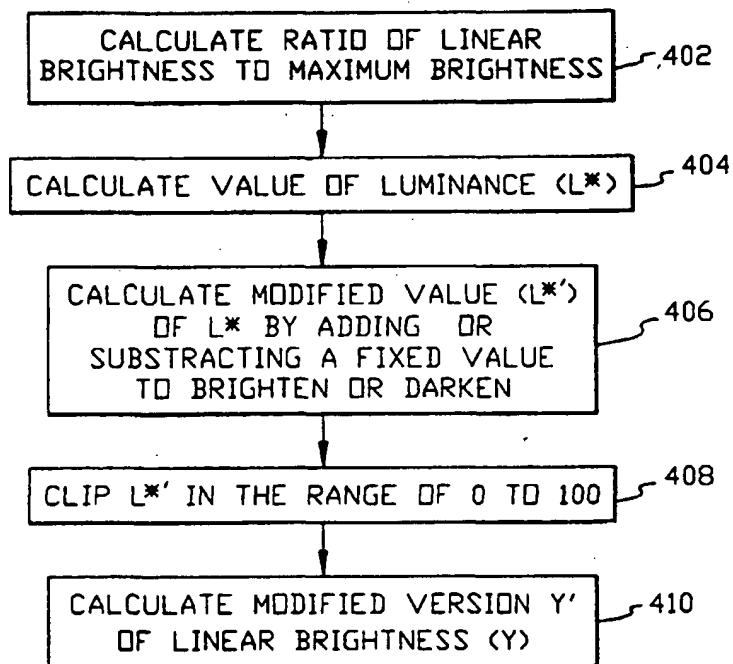 CALCULATE RATIO OF LINEAR
BRIGHTNESS TO MAXIMUM BRIGHTNESS
402
CALCULATE VALUE OF LUMINANCE (L*)
404
CALCULATE MODIFIED VALUE (L*')
OF L* BY ADDING OR
SUBSTRACTING A FIXED VALUE
TO BRIGHTEN OR DARKEN
406
CLIP L*' IN THE RANGE OF 0 TO 100
408
CALCULATE MODIFIED VERSION Y'
OF LINEAR BRIGHTNESS (Y)
410